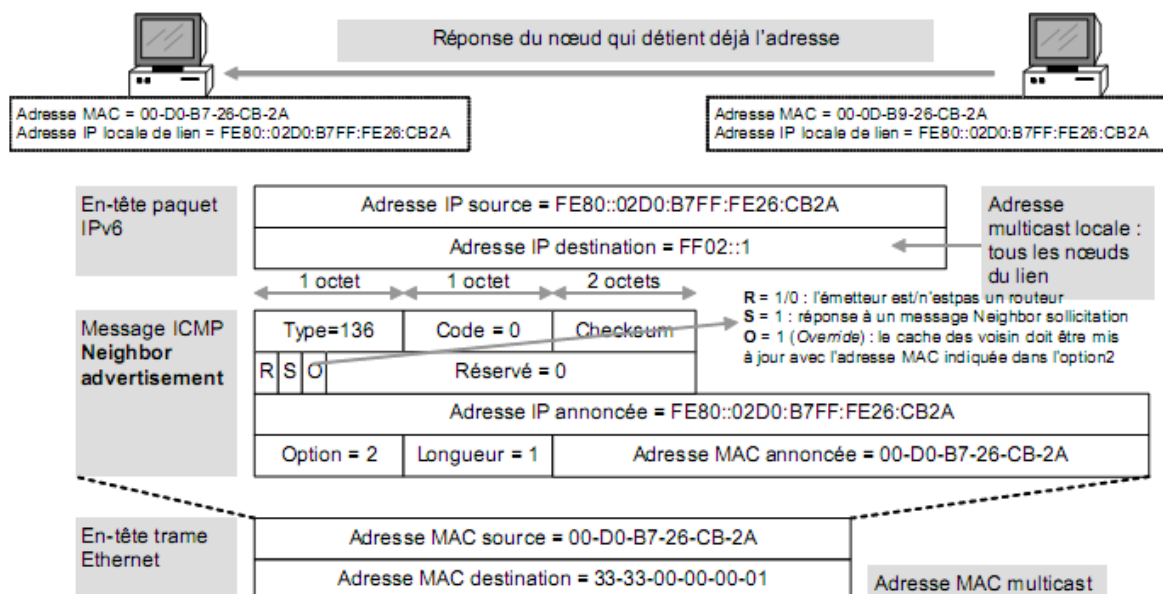 Réponse du nœud qui détient déjà l'adresse
Adresse MAC = 00-D0-B7-26-CB-2A
Adresse IP locale de lien = FE80::02D0:B7FF:FE26:CB2A
Adresse MAC = 00-0D-B9-26-CB-2A
Adresse IP locale de lien = FE80::02D0:B7FF:FE26:CB2A
En-tête paquet
IPv6
Adresse IP source = FE80::02D0:B7FF:FE26:CB2A
Adresse IP destination = FF02::1
Adresse
multicast locale :
tous les nœuds
du lien
1 octet
1 octet
2 octets
Message ICMP
Neighbor
advertisement
Type=136
Code = 0
Checksum
R = 1/0 : l'émetteur est/n'estpas un routeur
S = 1 : réponse à un message Neighbor sollicitation
O = 1 (Override) : le cache des voisin doit être mis
à jour avec l'adresse MAC indiquée dans l'option2
R
S
O
Réservé = 0
Adresse IP annoncée = FE80::02D0:B7FF:FE26:CB2A
Option = 2
Longueur = 1
Adresse MAC annoncée = 00-D0-B7-26-CB-2A
En-tête trame
Ethernet
Adresse MAC source = 00-D0-B7-26-CB-2A
Adresse MAC destination = 33-33-00-00-00-01
Adresse MAC multicast